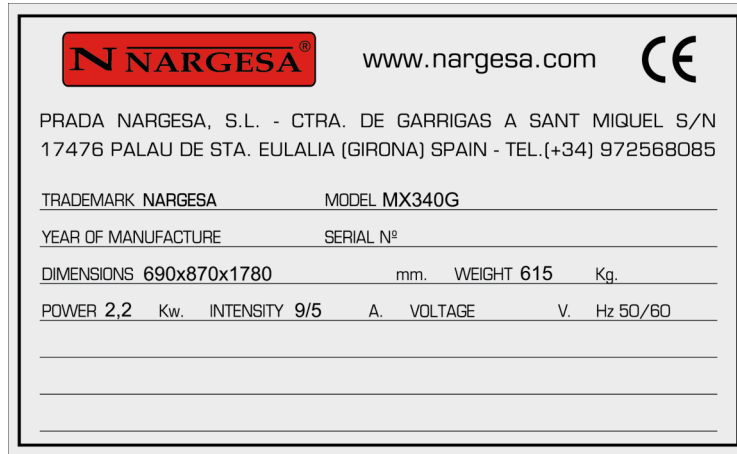 N NARGESA® www.nargesa.com CE
PRADA NARGESA, S.L. - CTRA. DE GARRIGAS A SANT MIQUEL S/N
17476 PALAU DE STA. EULALIA (GIRONA) SPAIN - TEL.(+34) 972568085
TRADEMARK NARGESA MODEL MX340G
YEAR OF MANUFACTURE SERIAL Nº
DIMENSIONS 690x870x1780 mm. WEIGHT 615 Kg.
POWER 2,2 Kw. INTENSITY 9/5 A. VOLTAGE V. Hz 50/60